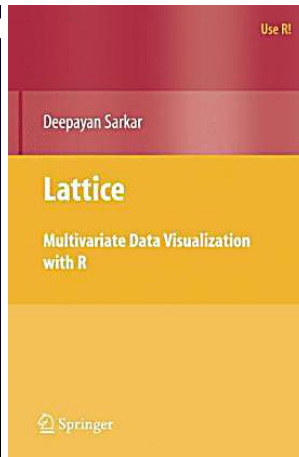 Use R!
Deepayan Sarkar
Lattice
Multivariate Data Visualization
with R
Springer